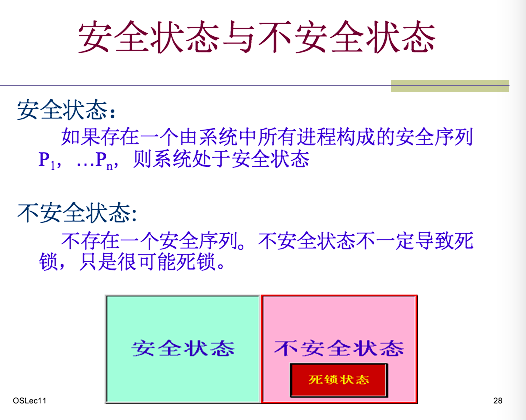 安全状态与不安全状态
安全状态：
如果存在一个由系统中所有进程构成的安全序列
P1，…Pn，则系统处于安全状态
不安全状态:
不存在一个安全序列。不安全状态不一定导致死
锁，只是很可能死锁。
安全状态
不安全状态
死锁状态
OSLec11
28